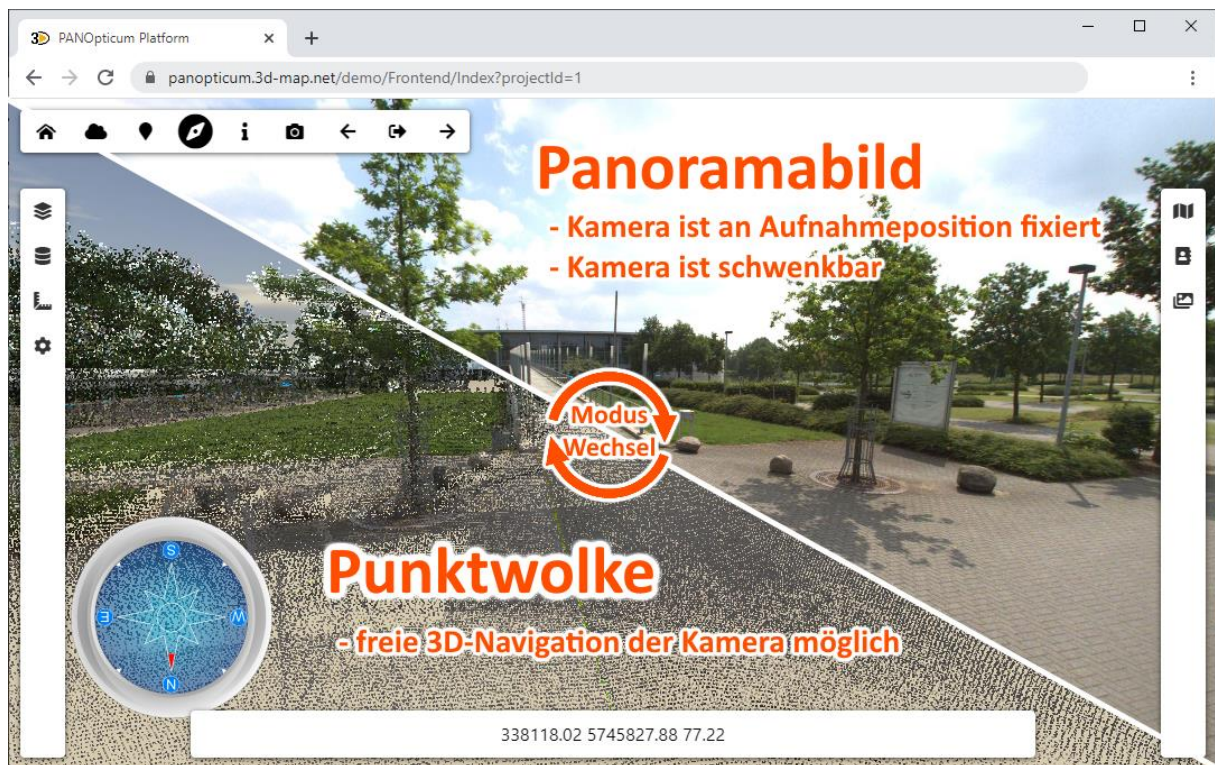 PANOpticum Platform
panopticum.3d-map.net/demo/Frontend/Index?projectId=1
Panoramabild
- Kamera ist an Aufnahmeposition fixiert
- Kamera ist schwenkbar
Modus
Wechsel
Punktwolke
- freie 3D-Navigation der Kamera möglich
S
E
W
N
338118.02 5745827.88 77.22